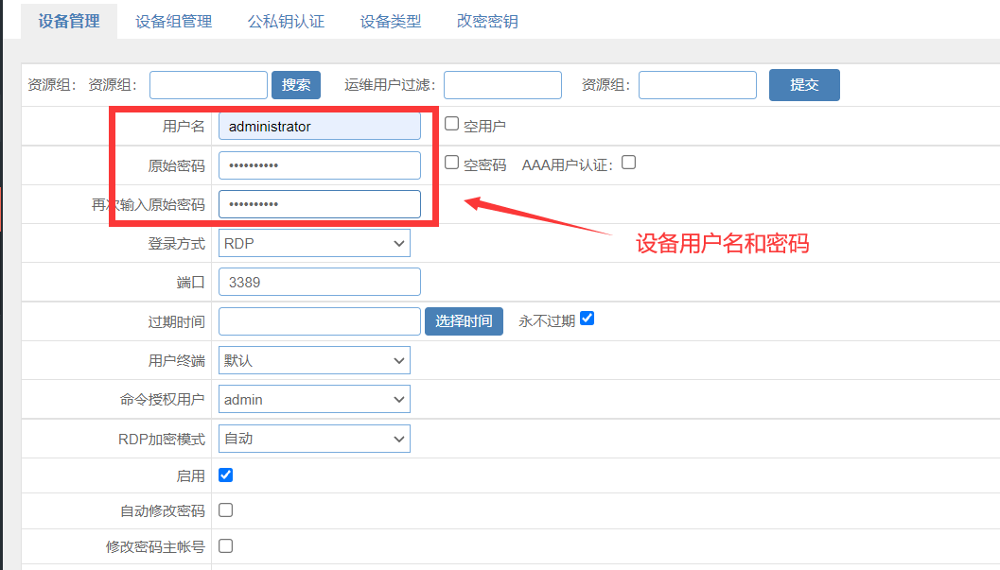 设备管理 设备组管理 公私钥认证 设备类型 改密密钥
资源组： 资源组： 搜索 运维用户过滤： 资源组： 提交
用户名 administrator 空用户
原始密码 •••••••••• 空密码 AAA用户认证：
再次输入原始密码 ••••••••••
设备用户名和密码
登录方式 RDP
端口 3389
过期时间 选择时间 永不过期
用户终端 默认
命令授权用户 admin
RDP加密模式 自动
启用
自动修改密码
修改密码主帐号